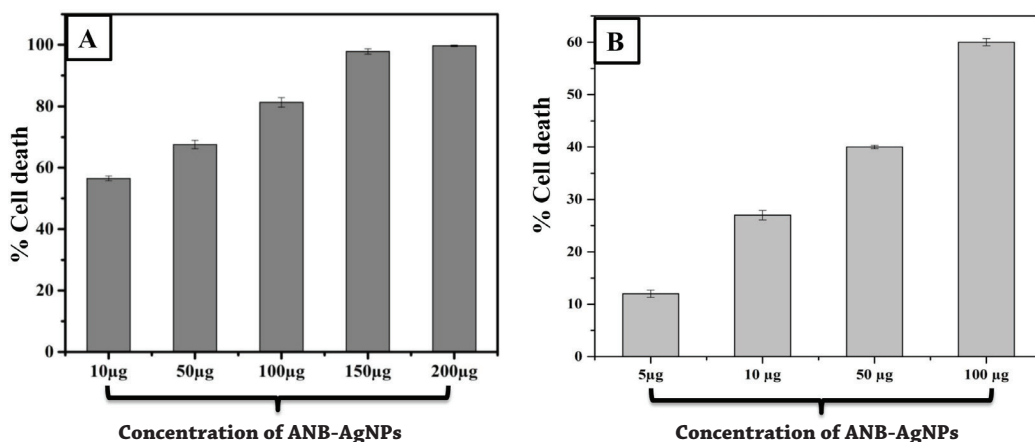 A
% Cell death
100
80
60
40
20
0
10µg 50µg 100µg 150µg 200µg
Concentration of ANB-AgNPs
B
% Cell death
60
50
40
30
20
10
0
5µg 10 µg 50 µg 100 µg
Concentration of ANB-AgNPs